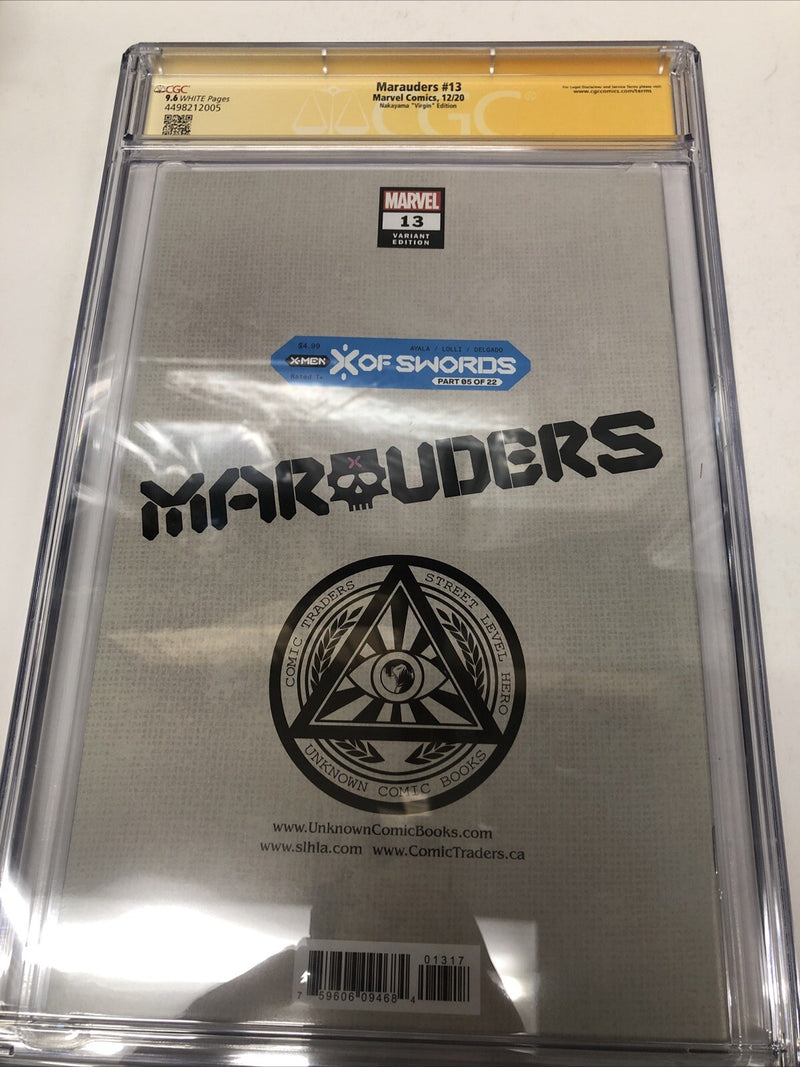 CGC
9.6 WHITE Pages
4498212005
Marauders #13
Marvel Comics, 12/20
Nakayama "Virgin" Edition
For Legal Disclaimer and Service Terms please visit:
www.cgccomics.com/terms
CGC
MARVEL
13
VARIANT
EDITION
$4.99
AYALA / LOLLI / DELGADO
X-MEN
X OF SWORDS
Rated T+
PART 05 OF 22
MARAUDERS
COMIC TRADERS
STREET LEVEL HERO
UNKNOWN COMIC BOOKS
www.UnknownComicBooks.com
www.slhla.com www.ComicTraders.ca
01317
7 59606 09468 4